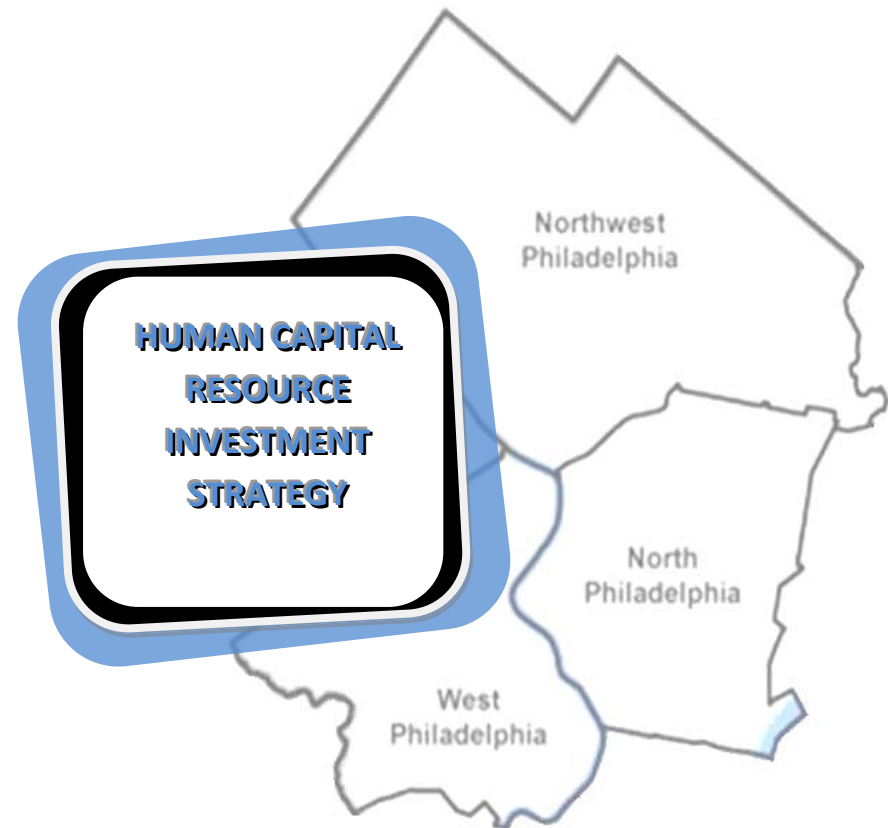 Northwest
Philadelphia
HUMAN CAPITAL
RESOURCE
INVESTMENT
STRATEGY
North
Philadelphia
West
Philadelphia